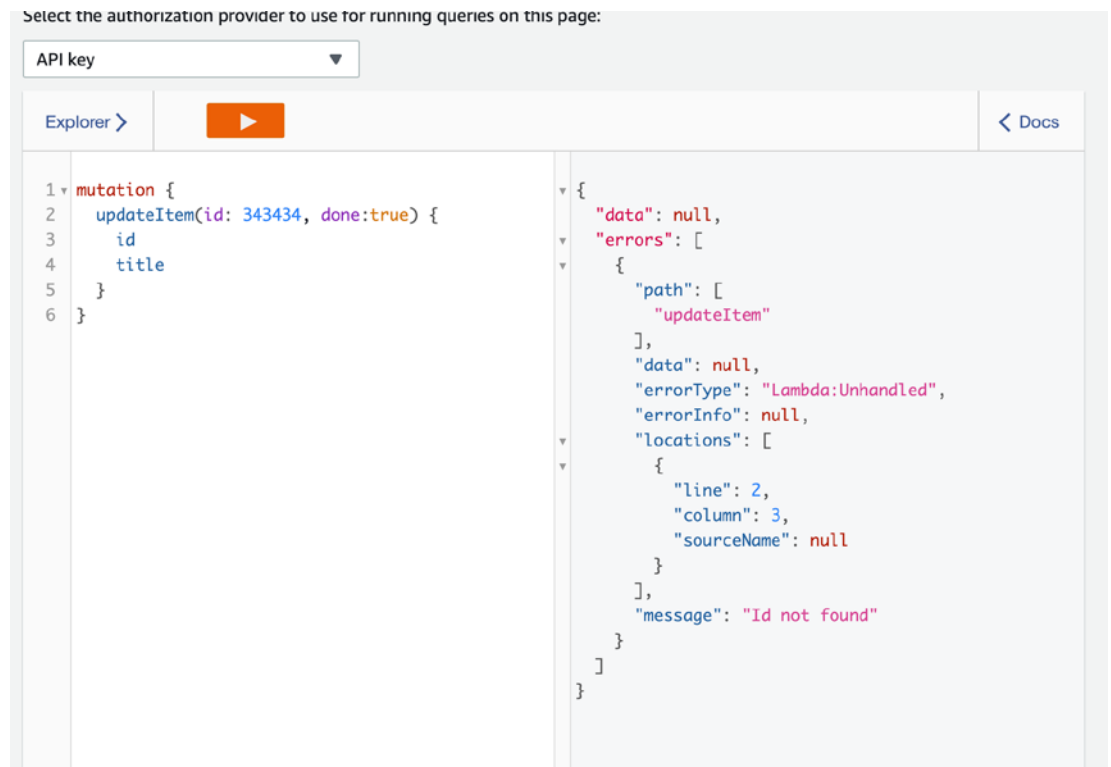 Select the authorization provider to use for running queries on this page:
API key
Explorer
Docs
1 mutation {
2 updateItem(id: 343434, done:true) {
3 id
4 title
5 }
6 }
{
"data": null,
"errors": [
{
"path": [
"updateItem"
],
"data": null,
"errorType": "Lambda:Unhandled",
"errorInfo": null,
"locations": [
{
"line": 2,
"column": 3,
"sourceName": null
}
],
"message": "Id not found"
}
]
}